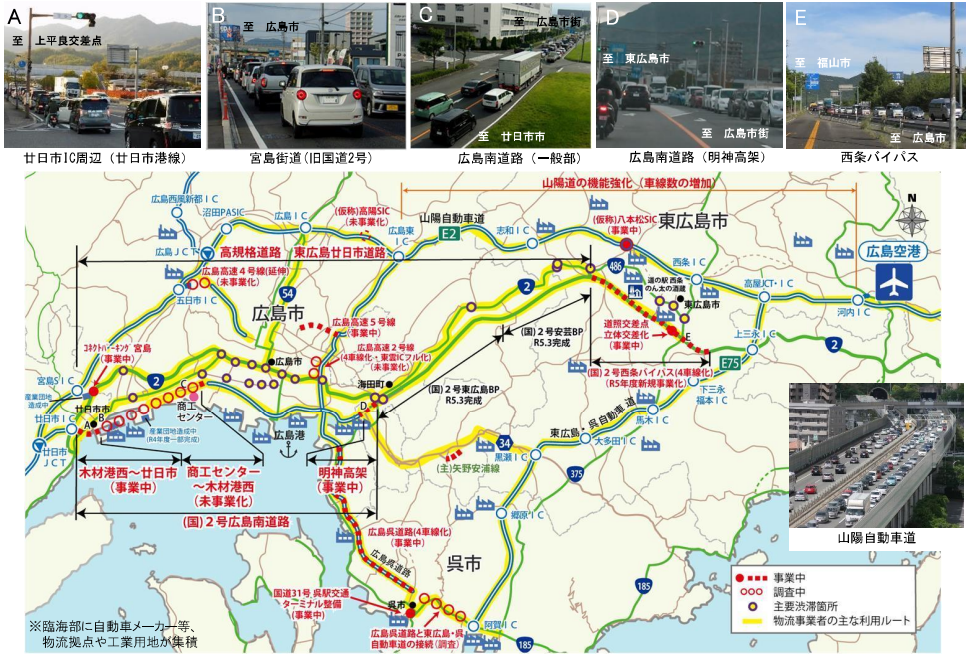 A
至 上平良交差点
B
至 広島市
C
至 広島市街
至 廿日市市
D
至 東広島市
至 広島市街
E
至 福山市
至 広島市
廿日市IC周辺（廿日市港線）
宮島街道(旧国道2号)
広島南道路（一般部）
広島南道路（明神高架）
西条バイパス
山陽道の機能強化（車線数の増加）
広島西風新都ＩＣ
沼田PASIC
広島ＩＣ
(仮称)高陽SIC
(未事業化)
広島東
ＩＣ
山陽自動車道
E2
志和ＩＣ
(仮称)八本松SIC
(事業中)
東広島市
N
広島空港
広島ＪＣＴ
高規格道路 東広島廿日市道路
486
西条ＩＣ
道の駅 西条
のん太の酒蔵
東広島市
高屋JCT・ＩＣ
河内ＩＣ
広島高速４号線(延伸)
(未事業化)
五日市ＩＣ
54
広島市
2
2
広島高速５号線
(事業中)
広島高速２号線
(４車線化・東雲ICフル化)
(未事業化)
(国)２号安芸BP
R5.3完成
道照交差点
立体交差化
(事業中)
E
上三永ＩＣ
E75
2
ｺﾈｸﾄﾊﾟｰｷﾝｸﾞ宮島
(事業中)
広島市
海田町
(国)２号東広島BP
R5.3完成
(国)２号西条バイパス(４車線化)
(R5年度新規事業化)
宮島ＳＩＣ
2
産業団地
造成中
廿日市市
A
B
C
商工
センター
D
下三永
福本ＩＣ
馬木ＩＣ
東広島・呉自動車道
廿日市ＩＣ
廿日市
ＪＣＴ
産業団地造成中
(R4年度一部完成)
広島港
34
大多田ＩＣ
黒瀬ＩＣ
(主)矢野安浦線
375
木材港西～廿日市
(事業中)
商工センター
～木材港西
(未事業化)
明神高架
(事業中)
(国)２号広島南道路
郷原ＩＣ
広島呉道路(４車線化)
(事業中)
広島呉道路
呉市
山陽自動車道
国道31号 呉駅交通
ターミナル整備
(事業中)
呉市
185
185
広島呉道路と東広島・呉
自動車道の接続(調査)
阿賀ＩＣ
185
事業中
調査中
主要渋滞箇所
物流事業者の主な利用ルート
※臨海部に自動車メーカー等、
物流拠点や工業用地が集積